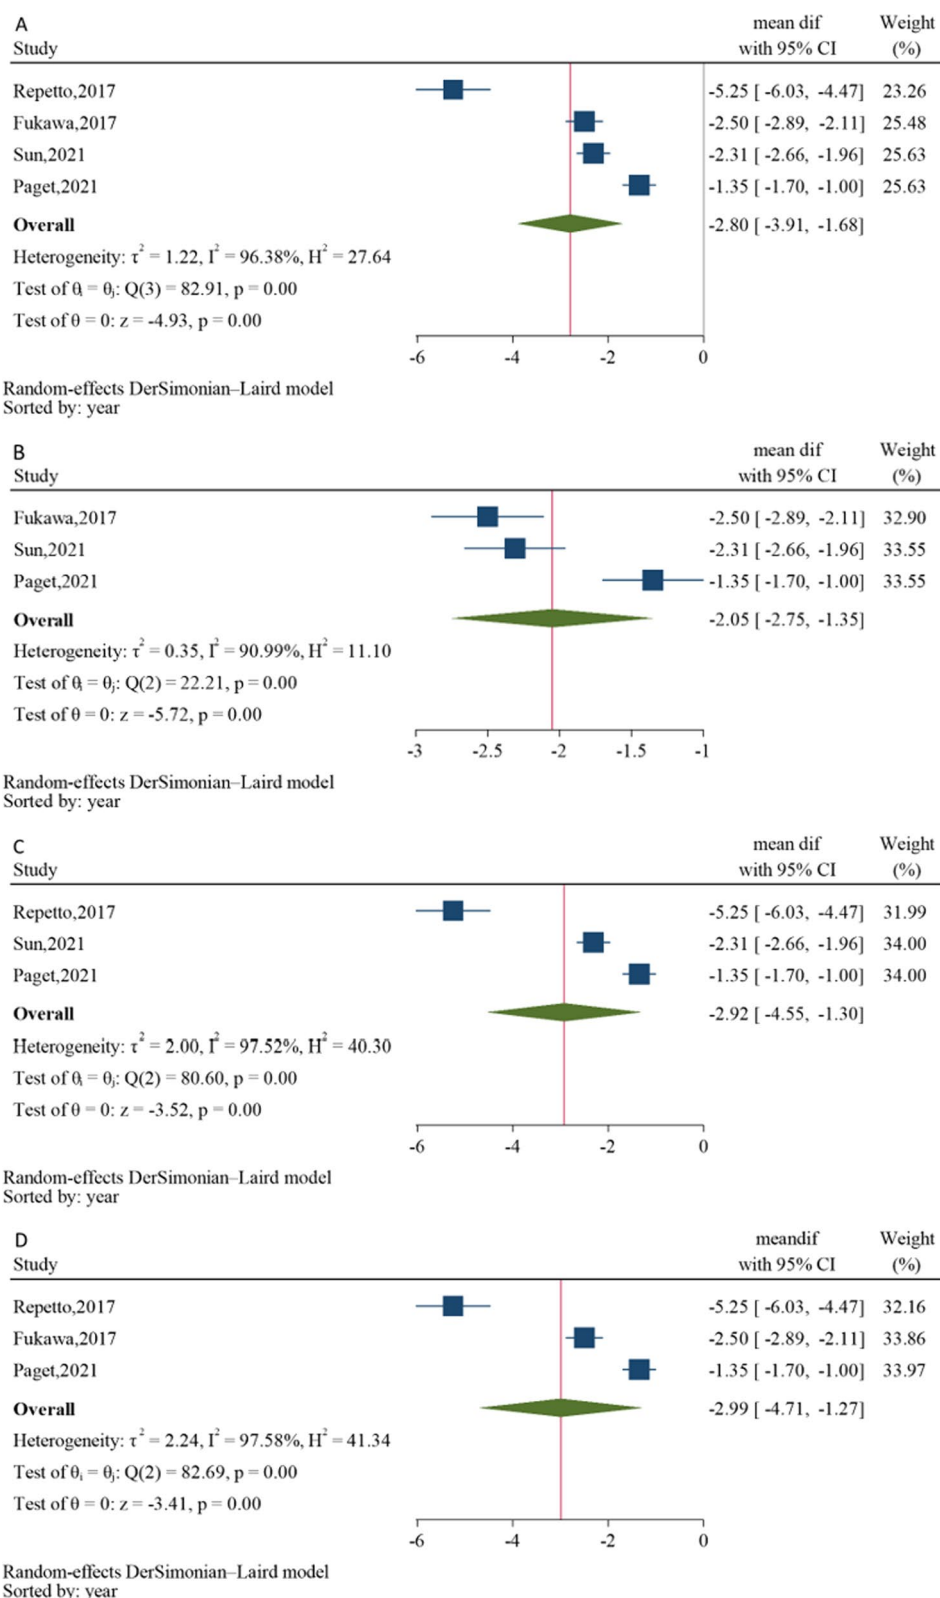 A
mean dif Weight
Study with 95% CI (%)
Repetto,2017 -5.25 [ -6.03, -4.47] 23.26
Fukawa,2017 -2.50 [ -2.89, -2.11] 25.48
Sun,2021 -2.31 [ -2.66, -1.96] 25.63
Paget,2021 -1.35 [ -1.70, -1.00] 25.63
Overall -2.80 [ -3.91, -1.68]
Heterogeneity: τ² = 1.22, I² = 96.38%, H² = 27.64
Test of θᵢ = θⱼ: Q(3) = 82.91, p = 0.00
Test of θ = 0: z = -4.93, p = 0.00
-6 -4 -2 0
Random-effects DerSimonian–Laird model
Sorted by: year
B
mean dif Weight
Study with 95% CI (%)
Fukawa,2017 -2.50 [ -2.89, -2.11] 32.90
Sun,2021 -2.31 [ -2.66, -1.96] 33.55
Paget,2021 -1.35 [ -1.70, -1.00] 33.55
Overall -2.05 [ -2.75, -1.35]
Heterogeneity: τ² = 0.35, I² = 90.99%, H² = 11.10
Test of θᵢ = θⱼ: Q(2) = 22.21, p = 0.00
Test of θ = 0: z = -5.72, p = 0.00
-3 -2.5 -2 -1.5 -1
Random-effects DerSimonian–Laird model
Sorted by: year
C
mean dif Weight
Study with 95% CI (%)
Repetto,2017 -5.25 [ -6.03, -4.47] 31.99
Sun,2021 -2.31 [ -2.66, -1.96] 34.00
Paget,2021 -1.35 [ -1.70, -1.00] 34.00
Overall -2.92 [ -4.55, -1.30]
Heterogeneity: τ² = 2.00, I² = 97.52%, H² = 40.30
Test of θᵢ = θⱼ: Q(2) = 80.60, p = 0.00
Test of θ = 0: z = -3.52, p = 0.00
-6 -4 -2 0
Random-effects DerSimonian–Laird model
Sorted by: year
D
meandif Weight
Study with 95% CI (%)
Repetto,2017 -5.25 [ -6.03, -4.47] 32.16
Fukawa,2017 -2.50 [ -2.89, -2.11] 33.86
Paget,2021 -1.35 [ -1.70, -1.00] 33.97
Overall -2.99 [ -4.71, -1.27]
Heterogeneity: τ² = 2.24, I² = 97.58%, H² = 41.34
Test of θᵢ = θⱼ: Q(2) = 82.69, p = 0.00
Test of θ = 0: z = -3.41, p = 0.00
-6 -4 -2 0
Random-effects DerSimonian–Laird model
Sorted by: year